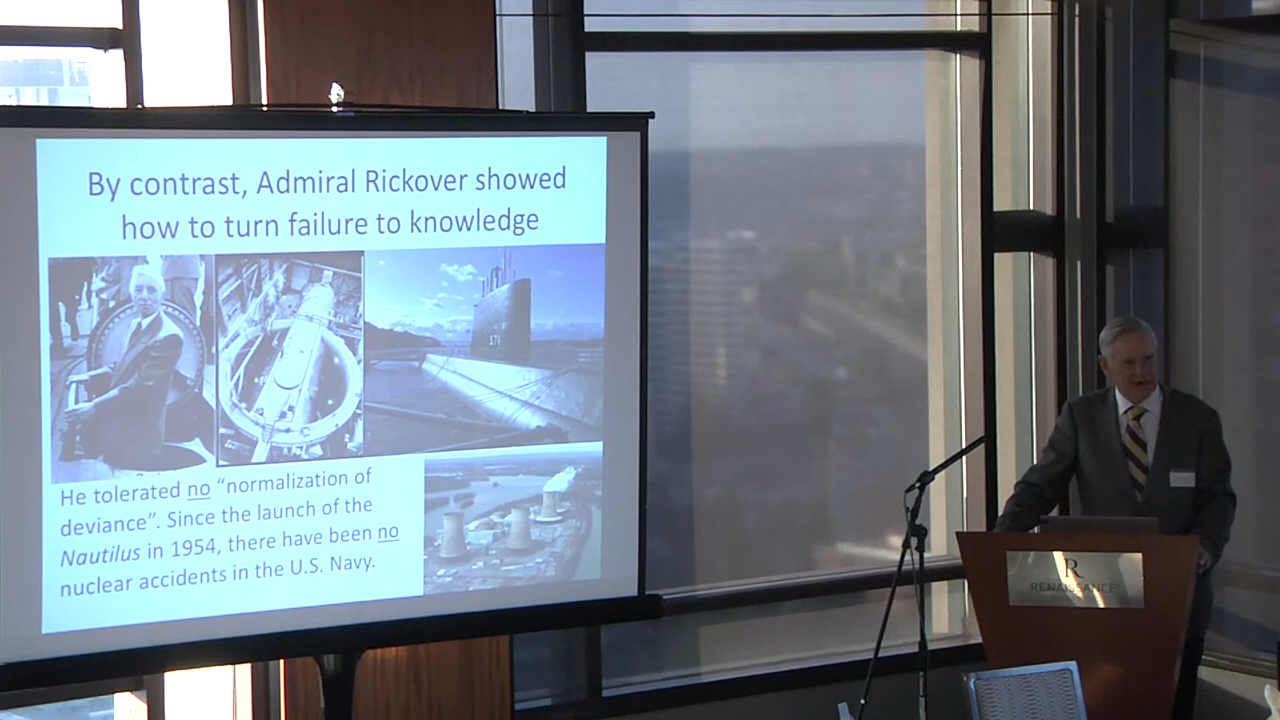 By contrast, Admiral Rickover showed
how to turn failure to knowledge
571
He tolerated no “normalization of
deviance”. Since the launch of the
Nautilus in 1954, there have been no
nuclear accidents in the U.S. Navy.
R
RENAISSANCE